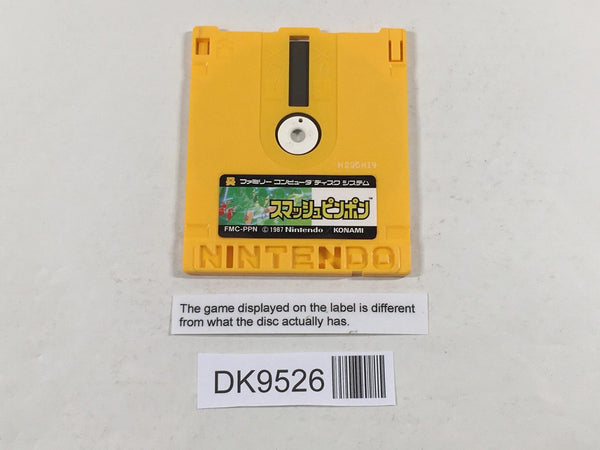 ファミリー コンピュータ ディスク システム
スマッシュピンポン™
FMC-PPN © 1987 Nintendo KONAMI
NINTENDO
The game displayed on the label is different
from what the disc actually has.
DK9526